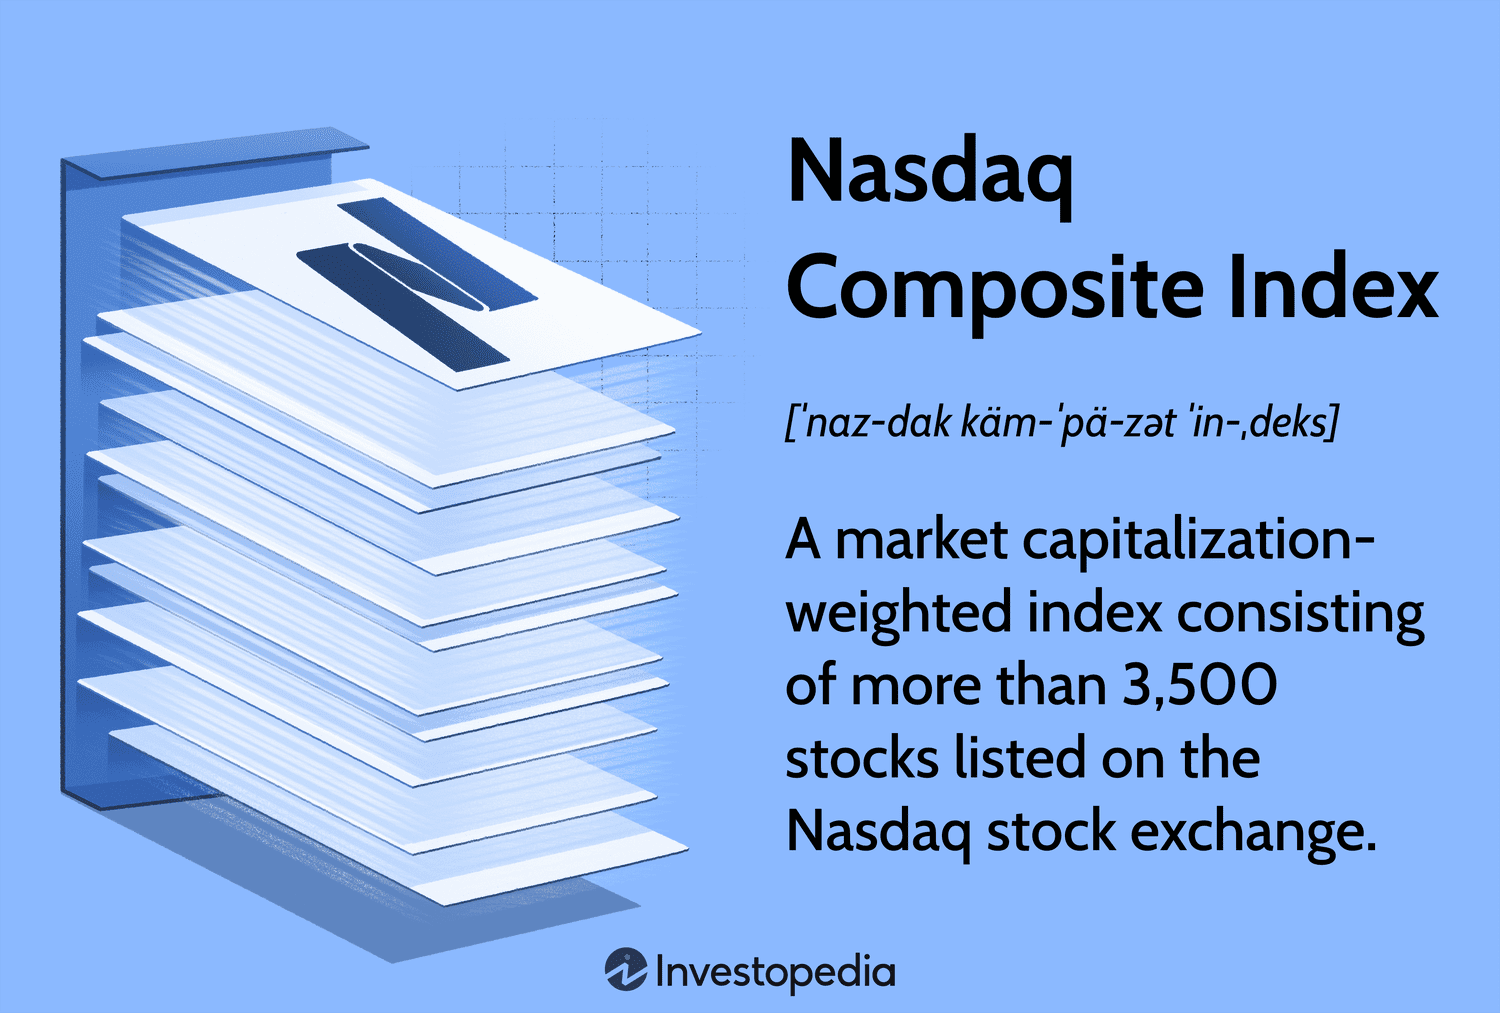 Nasdaq
Composite Index
[ˈnaz-dak käm-ˈpä-zət ˈin-ˌdeks]
A market capitalization-
weighted index consisting
of more than 3,500
stocks listed on the
Nasdaq stock exchange.
Investopedia